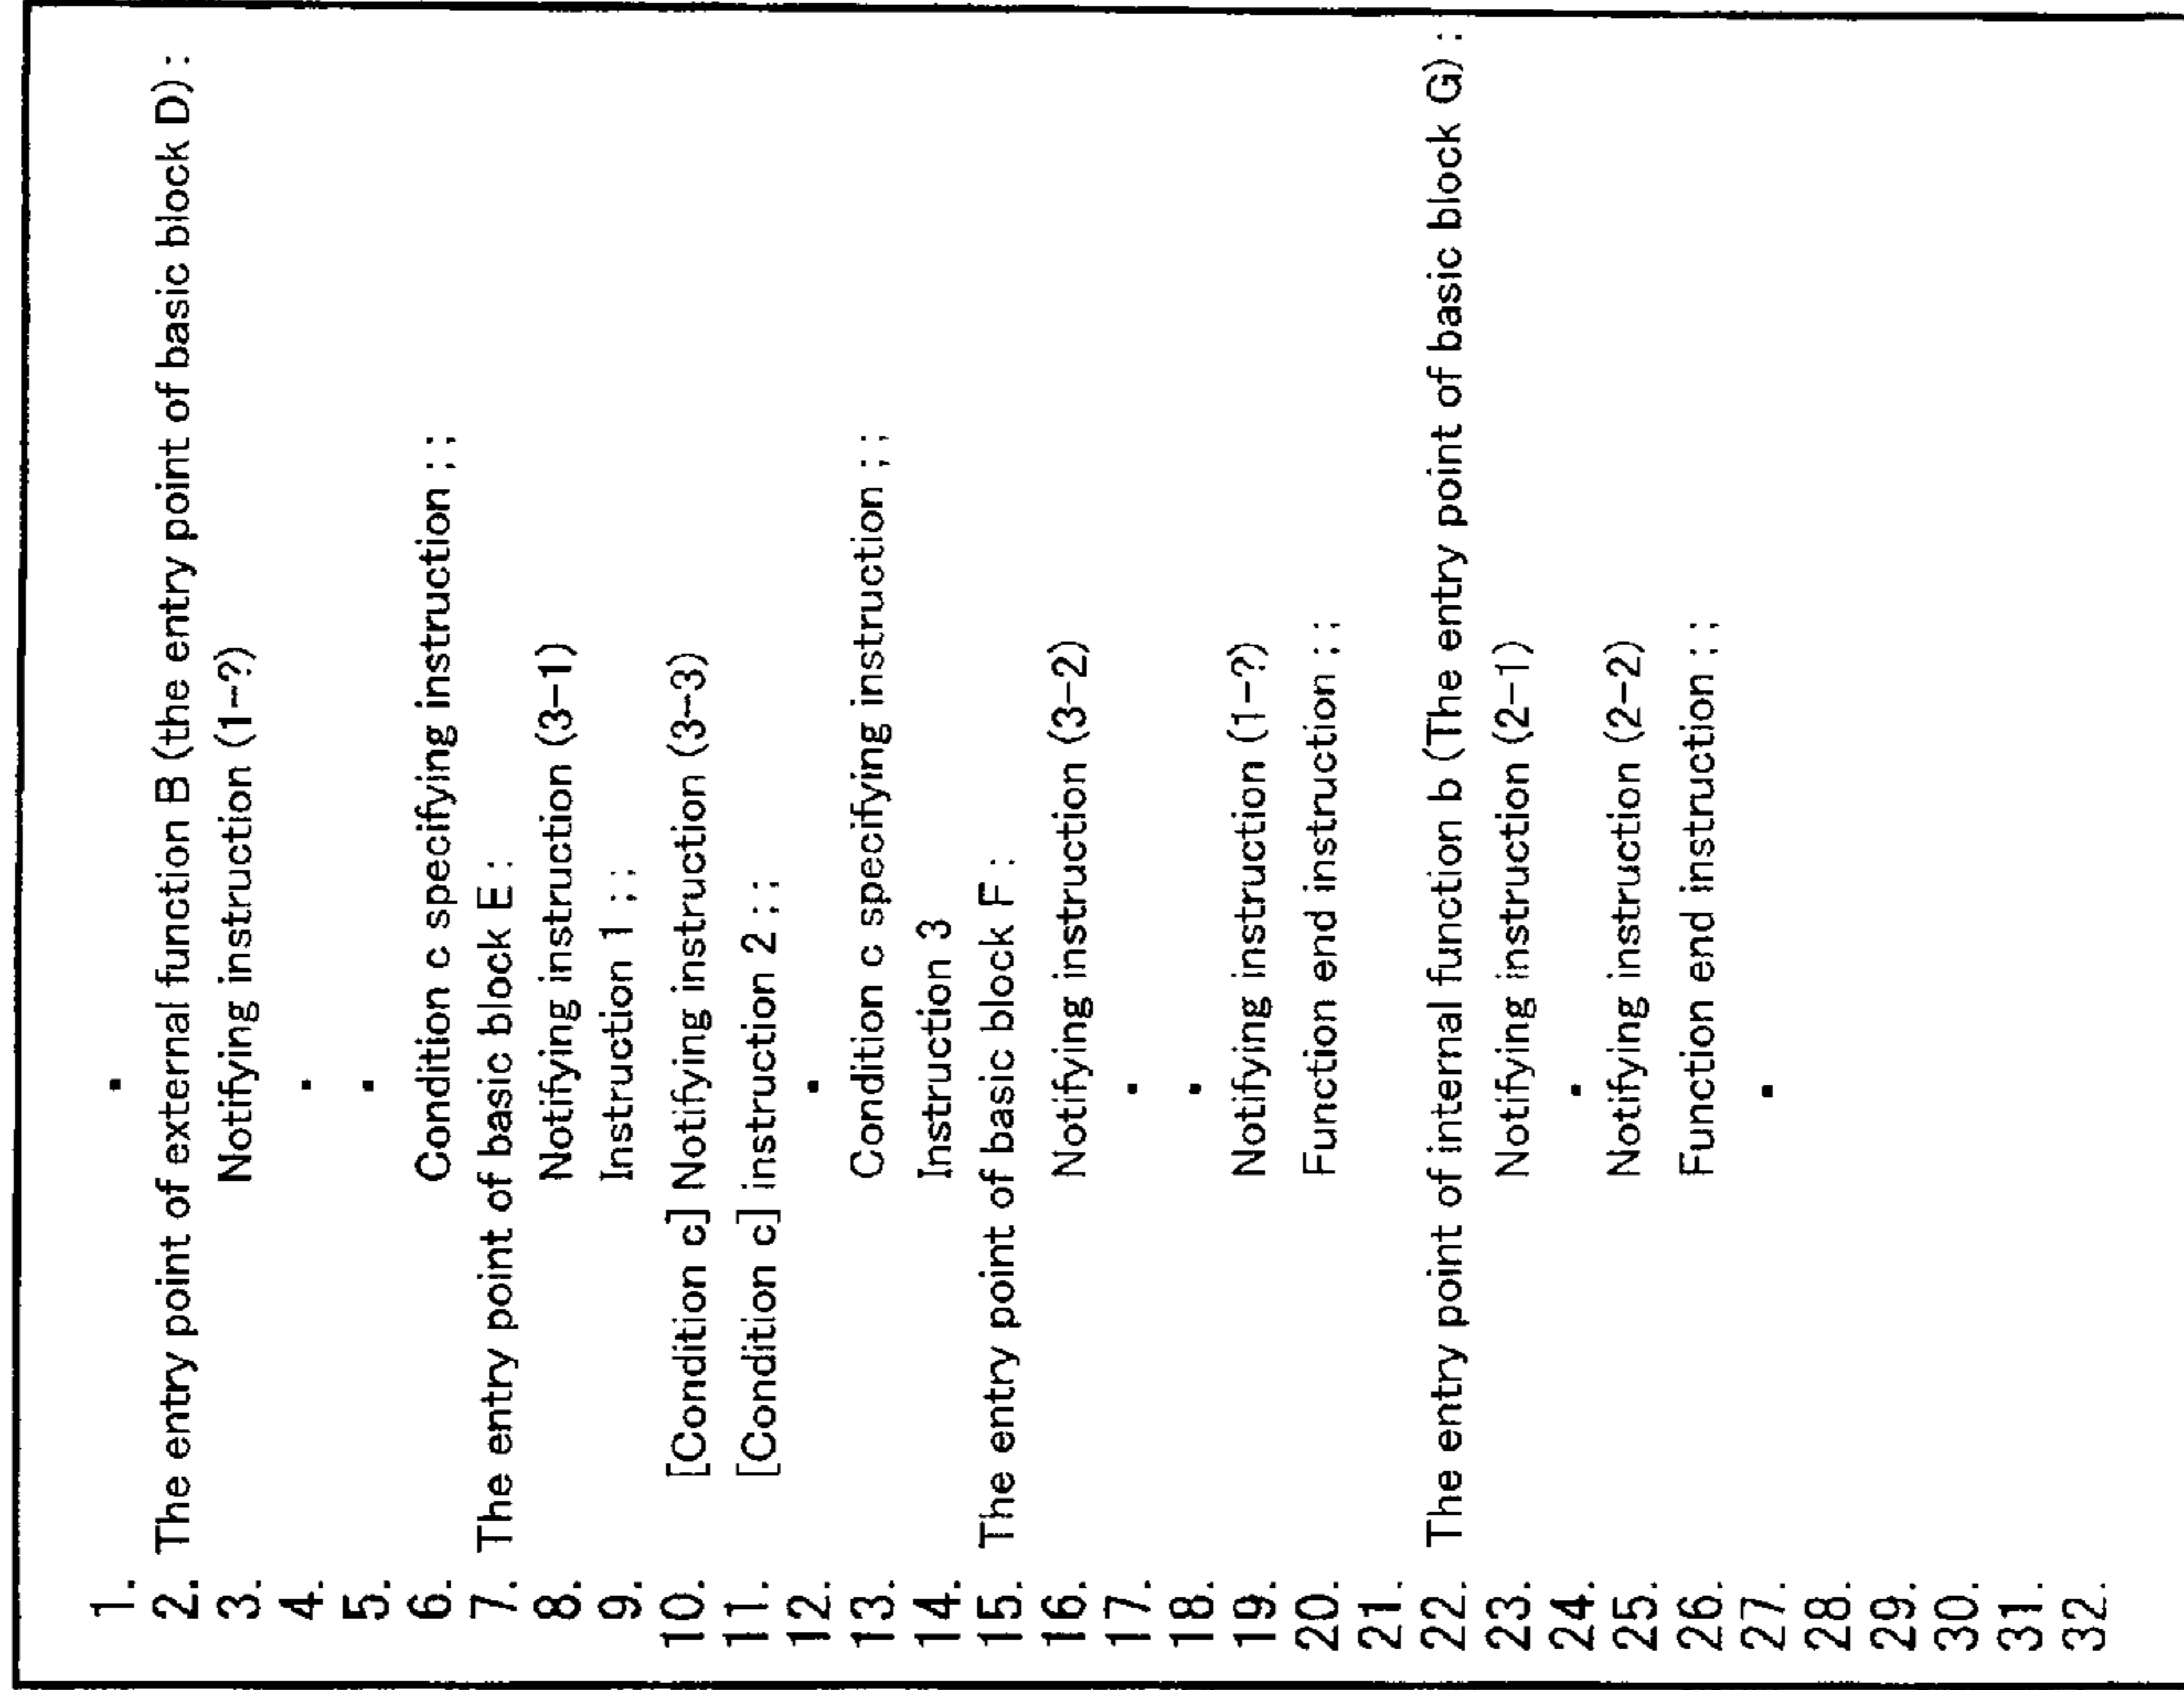 1. .
2. The entry point of external function B (the entry point of basic block D) :
3. Notifying instruction (1-?)
4. .
5. .
6. Condition c specifying instruction ; ;
7. The entry point of basic block E :
8. Notifying instruction (3-1)
9. Instruction 1 ; ;
10. [Condition c] Notifying instruction (3-3)
11. [Condition c] instruction 2 ; ;
12. .
13. Condition c specifying instruction ; ;
14. Instruction 3
15. The entry point of basic block F :
16. Notifying instruction (3-2)
17. .
18. .
19. Notifying instruction (1-?)
20. Function end instruction ; ;
21.
22. The entry point of internal function b (The entry point of basic block G) :
23. Notifying instruction (2-1)
24. .
25. Notifying instruction (2-2)
26. Function end instruction ; ;
27. .
28.
29.
30.
31.
32.